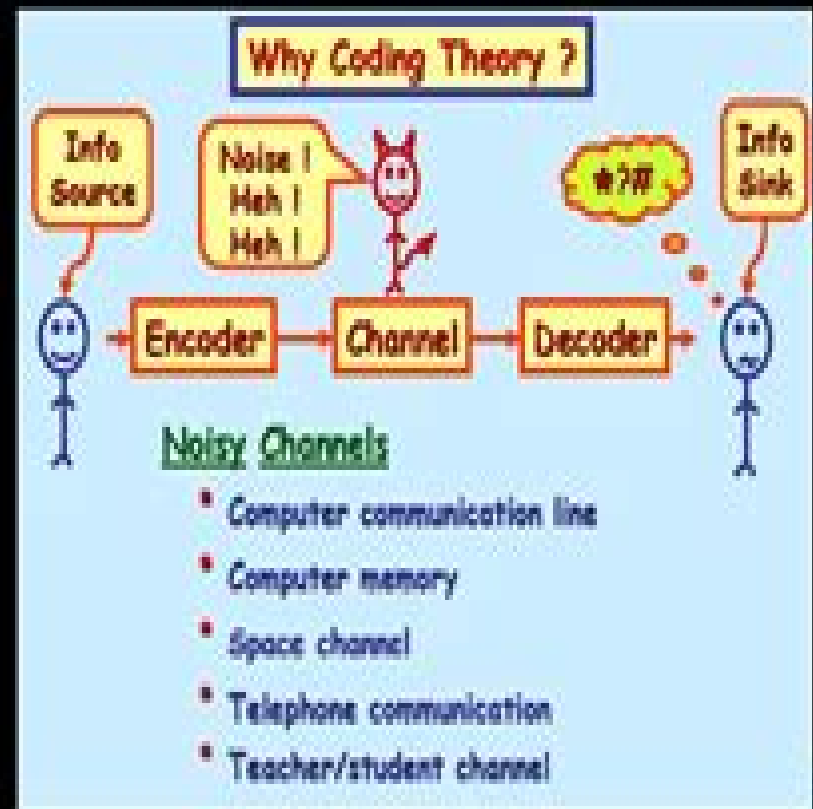 Why Coding Theory ?
Info
Source
Noise !
Heh !
Heh !
*?#
Info
Sink
Encoder
Channel
Decoder
Noisy Channels
• Computer communication line
• Computer memory
• Space channel
• Telephone communication
• Teacher/student channel